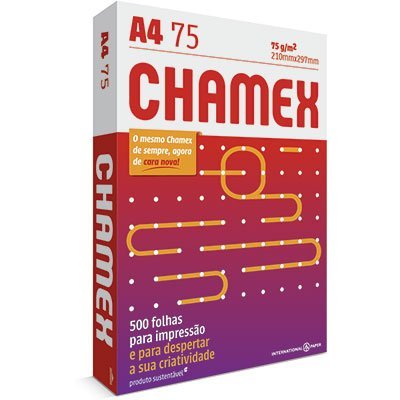 A4 75
75 g/m²
210mmx297mm
CHAMEX
O mesmo Chamex
de sempre, agora
de cara nova!
500 folhas
para impressão
e para despertar
a sua criatividade
produto sustentável
INTERNATIONAL PAPER
A4 75
CHAMEX